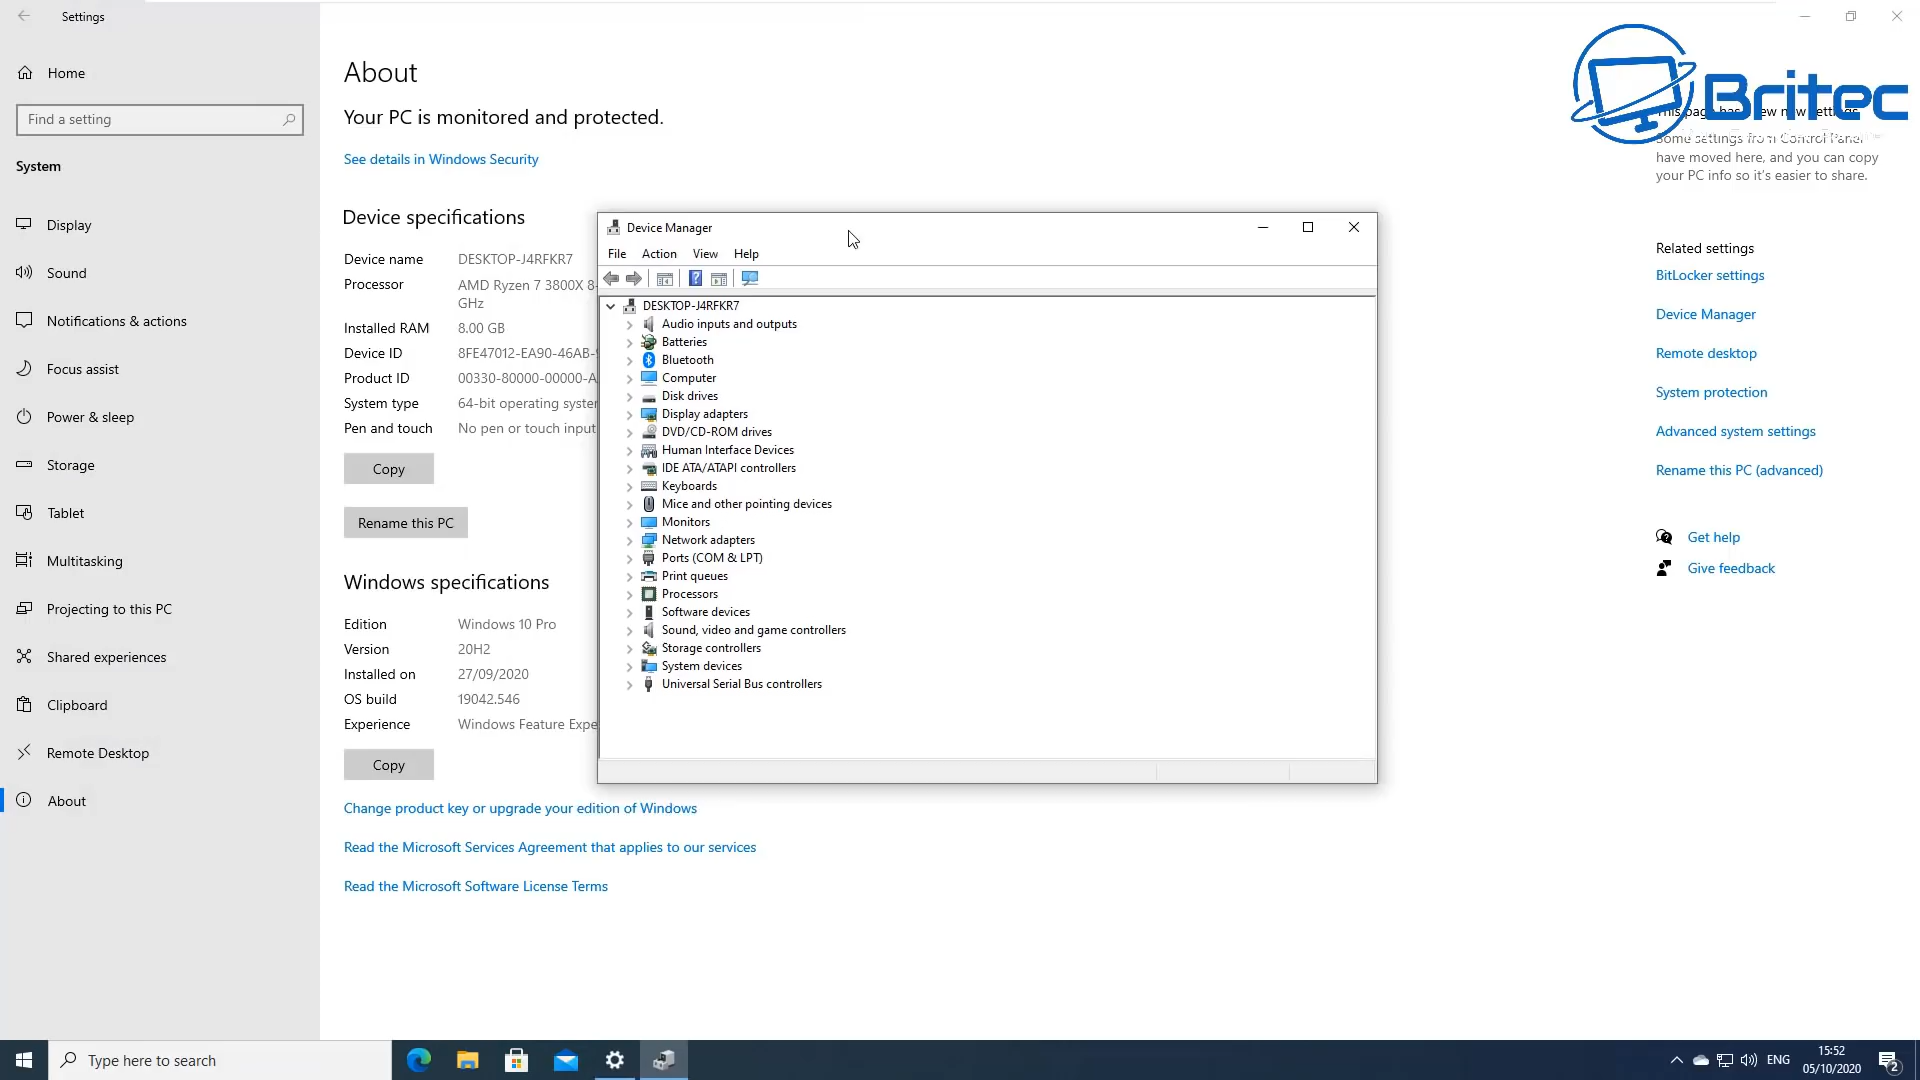 Settings
Home
Find a setting
System
Display
Sound
Notifications & actions
Focus assist
Power & sleep
Storage
Tablet
Multitasking
Projecting to this PC
Shared experiences
Clipboard
Remote Desktop
About
About
Your PC is monitored and protected.
See details in Windows Security
Device specifications
Device name DESKTOP-J4RFKR7
Processor AMD Ryzen 7 3800X 8-
GHz
Installed RAM 8.00 GB
Device ID 8FE47012-EA90-46AB-
Product ID 00330-80000-00000-A
System type 64-bit operating syster
Pen and touch No pen or touch input
Copy
Rename this PC
Windows specifications
Edition Windows 10 Pro
Version 20H2
Installed on 27/09/2020
OS build 19042.546
Experience Windows Feature Expe
Copy
Change product key or upgrade your edition of Windows
Read the Microsoft Services Agreement that applies to our services
Read the Microsoft Software License Terms
Device Manager
File Action View Help
DESKTOP-J4RFKR7
Audio inputs and outputs
Batteries
Bluetooth
Computer
Disk drives
Display adapters
DVD/CD-ROM drives
Human Interface Devices
IDE ATA/ATAPI controllers
Keyboards
Mice and other pointing devices
Monitors
Network adapters
Ports (COM & LPT)
Print queues
Processors
Software devices
Sound, video and game controllers
Storage controllers
System devices
Universal Serial Bus controllers
Britec
This page has new settings
Some settings from Control Panel
have moved here, and you can copy
your PC info so it's easier to share.
Related settings
BitLocker settings
Device Manager
Remote desktop
System protection
Advanced system settings
Rename this PC (advanced)
Get help
Give feedback
Type here to search
ENG
15:52
05/10/2020
2